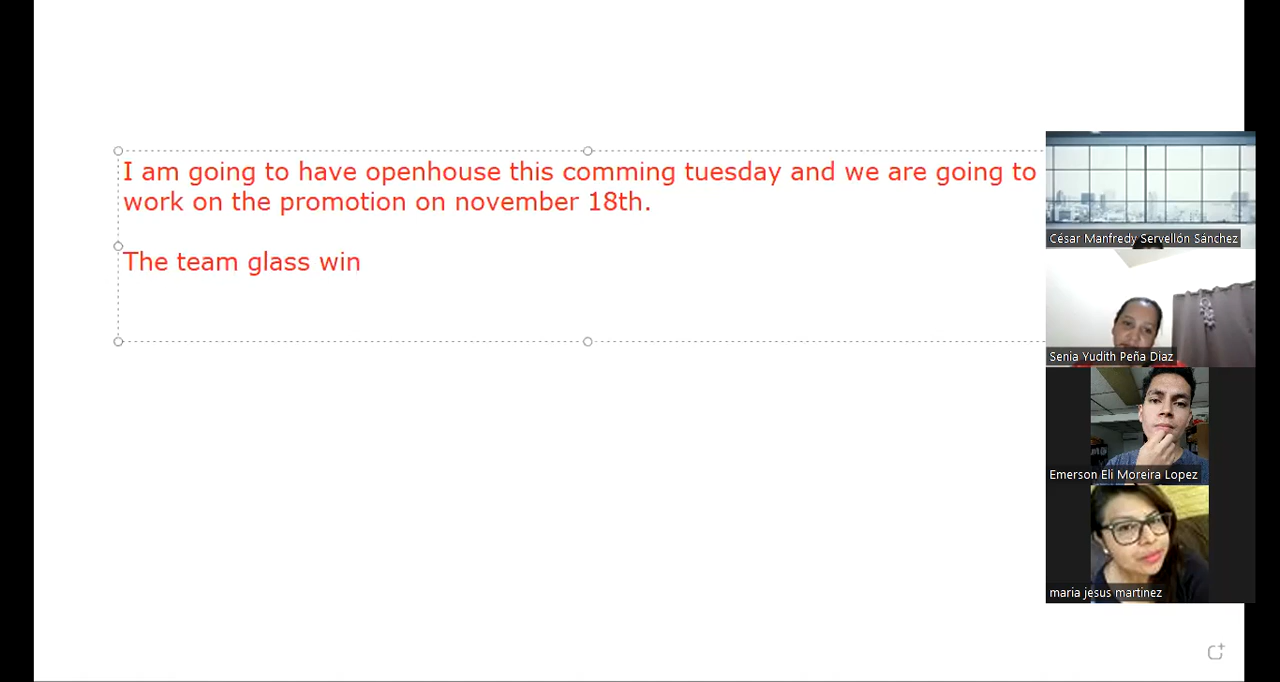 I am going to have openhouse this comming tuesday and we are going to
work on the promotion on november 18th.
The team glass win
César Manfredy Servellón Sánchez
Senia Yudith Peña Diaz
Emerson Eli Moreira Lopez
maria jesus martinez